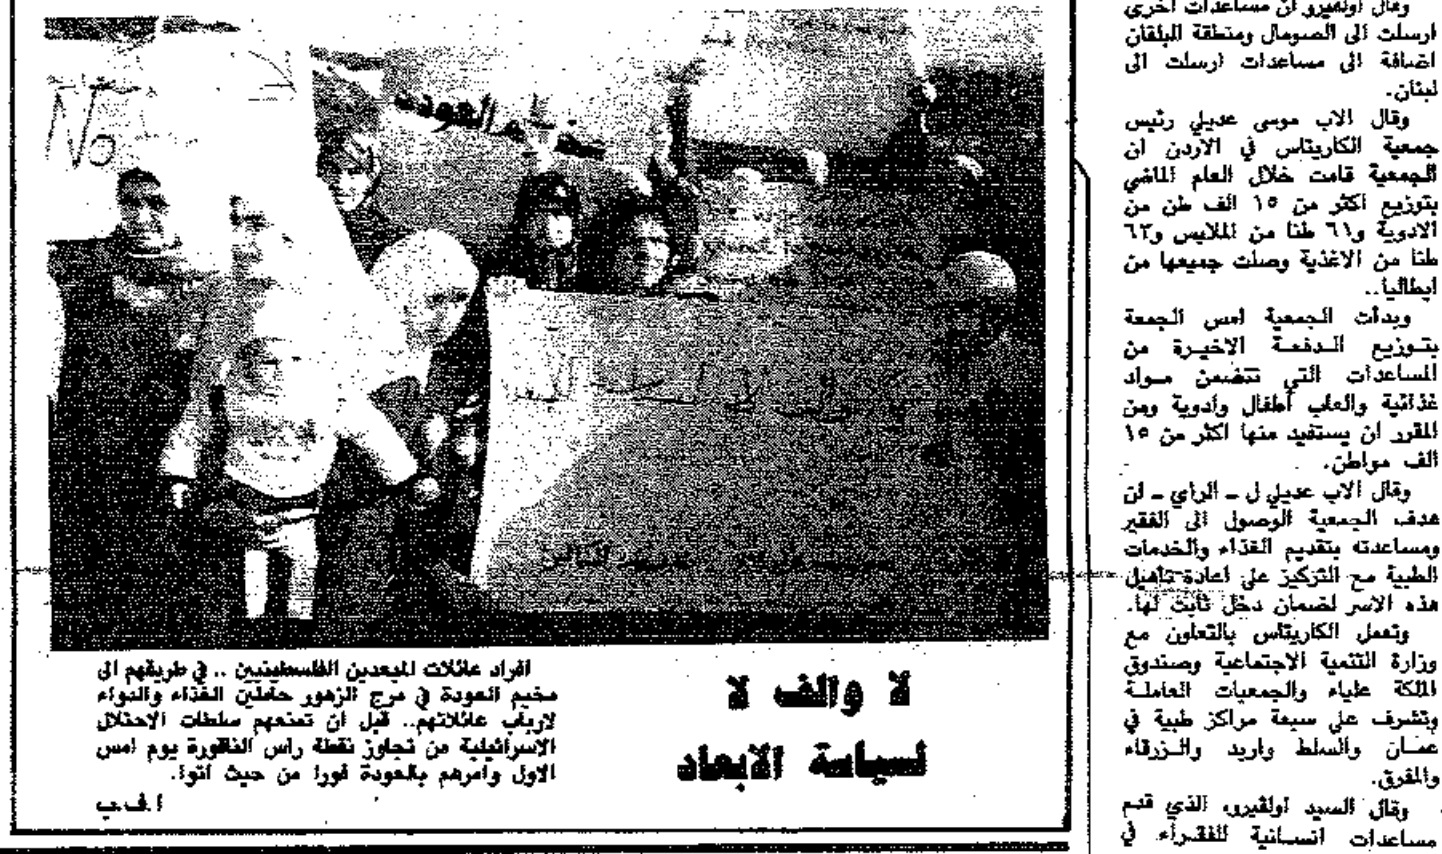 وقال اولفيرو ان مساعدات اخرى
ارسلت الى الصومال ومنطقة البلقان
اضافة الى مساعدات ارسلت الى
لبنان.
وقال الاب موسى عديلي رئيس
جمعية الكاريتاس في الاردن ان
الجمعية قامت خلال العام الماضي
بتوزيع اكثر من ١٥ الف طن من
الادوية و٦١ طنا من الملابس و٦٣
طنا من الاغذية وصلت جميعها من
ايطاليا..
وبدأت الجمعية امس الجمعة
بتوزيع الدفعة الاخيرة من
المساعدات التي تتضمن مواد
غذائية والعاب أطفال وادوية ومن
المقرر ان يستفيد منها اكثر من ١٥
الف مواطن.
وقال الاب عديلي ل ـ الرأي ـ ان
هدف الجمعية الوصول الى الفقير
ومساعدته بتقديم الغذاء والخدمات
الطبية مع التركيز على اعادة تاهيل
هذه الاسر لضمان دخل ثابت لها.
وتعمل الكاريتاس بالتعاون مع
وزارة التنمية الاجتماعية وصندوق
الملكة علياء والجمعيات العاملة
وتشرف على سبعة مراكز طبية في
عمان والسلط واربد والزرقاء
والمفرق.
وقال السيد اولفيرو، الذي قدم
مساعدات انسانية للفقراء في
No
العودة
لا والف لا
لسياسة الابعاد
افراد عائلات المبعدين الفلسطينيين .. في طريقهم الى
مخيم العودة في مرج الزهور حاملين الغذاء والدواء
لارباب عائلاتهم.. قبل ان تمنعهم سلطات الاحتلال
الاسرائيلية من تجاوز نقطة راس الناقورة يوم امس
الاول وامرهم بالعودة فورا من حيث اتوا.
ا.ف.ب